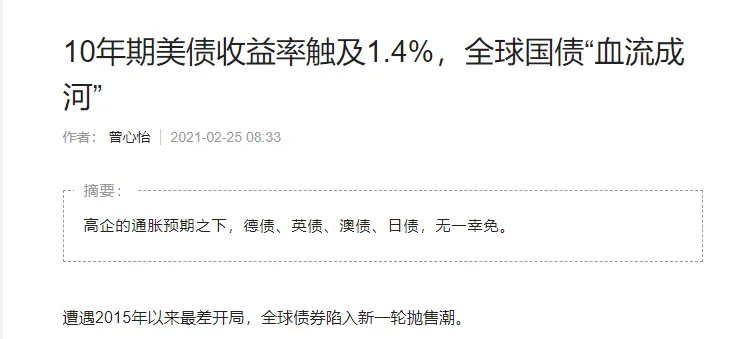 10年期美债收益率触及1.4%，全球国债“血流成
河”
作者： 曾心怡 2021-02-25 08:33
摘要：
高企的通胀预期之下，德债、英债、澳债、日债，无一幸免。
遭遇2015年以来最差开局，全球债券陷入新一轮抛售潮。